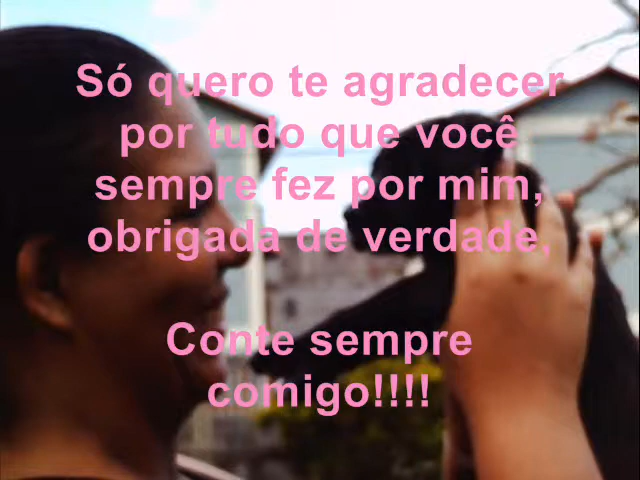 Só quero te agradecer
por tudo que você
sempre fez por mim,
obrigada de verdade,
Conte sempre
comigo!!!!